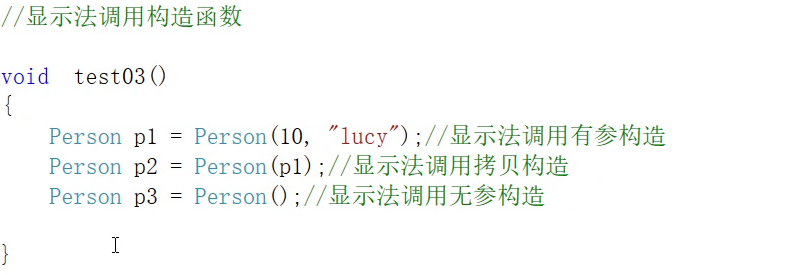 //显示法调用构造函数
void  test03()
{
    Person p1 = Person(10, "lucy");//显示法调用有参构造
    Person p2 = Person(p1);//显示法调用拷贝构造
    Person p3 = Person();//显示法调用无参构造
}